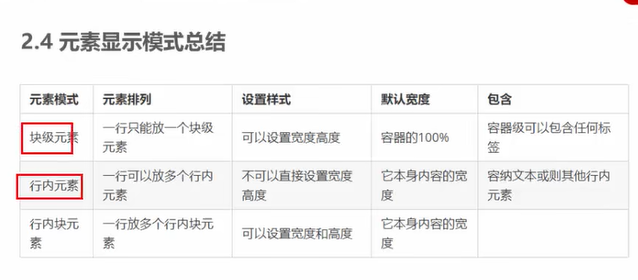 2.4 元素显示模式总结
元素模式 元素排列 设置样式 默认宽度 包含
块级元素 一行只能放一个块级元素 可以设置宽度高度 容器的100% 容器级可以包含任何标签
行内元素 一行可以放多个行内元素 不可以直接设置宽度高度 它本身内容的宽度 容纳文本或则其他行内元素
行内块元素 一行放多个行内块元素 可以设置宽度和高度 它本身内容的宽度